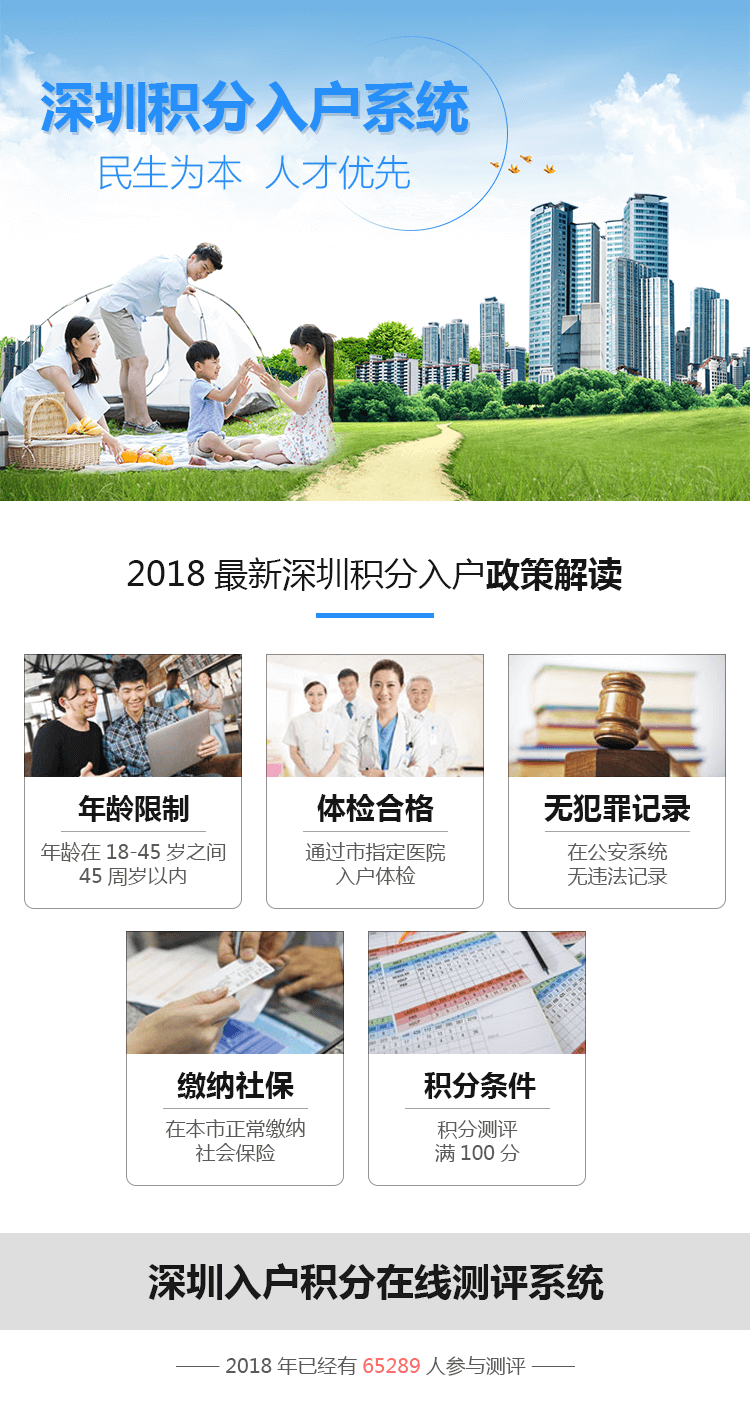 深圳积分入户系统
民生为本 人才优先
2018 最新深圳积分入户政策解读
年龄限制
年龄在 18-45 岁之间
45 周岁以内
体检合格
通过市指定医院
入户体检
无犯罪记录
在公安系统
无违法记录
缴纳社保
在本市正常缴纳
社会保险
积分条件
积分测评
满 100 分
深圳入户积分在线测评系统
2018 年已经有 65289 人参与测评